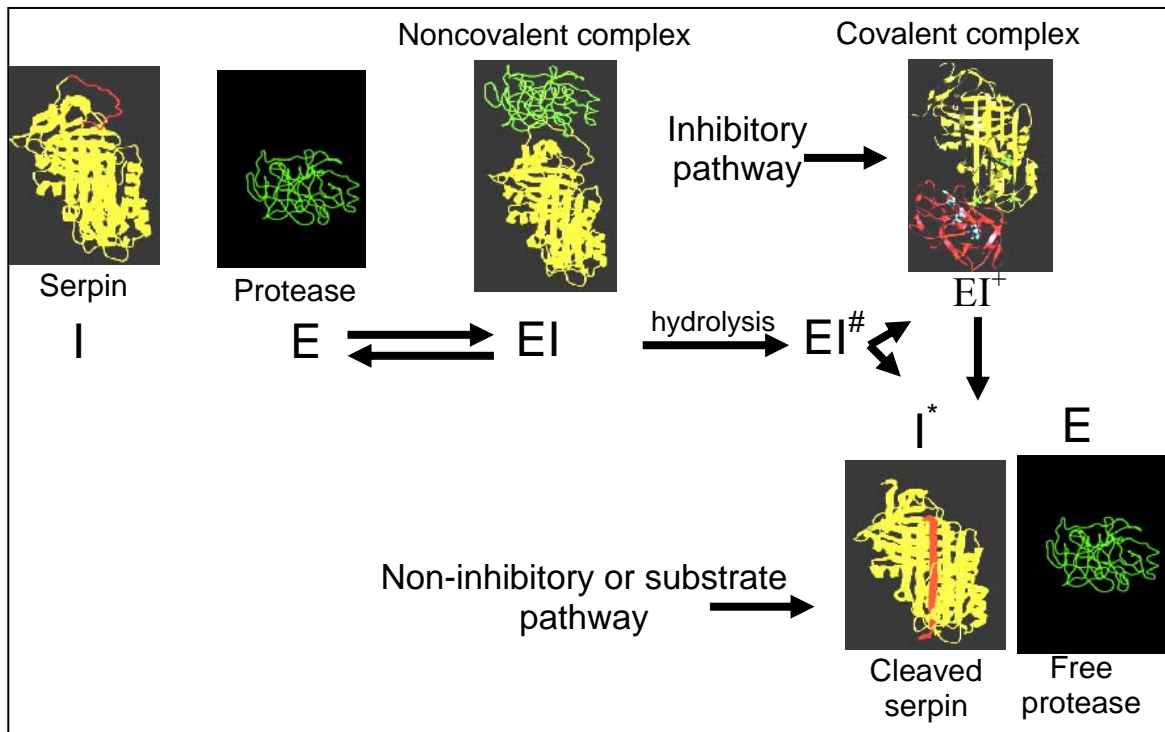 Noncovalent complex
Covalent complex
Inhibitory
pathway
Serpin
Protease
EI⁺
I
E
EI
hydrolysis
EI#
I*
E
Non-inhibitory or substrate
pathway
Cleaved
serpin
Free
protease